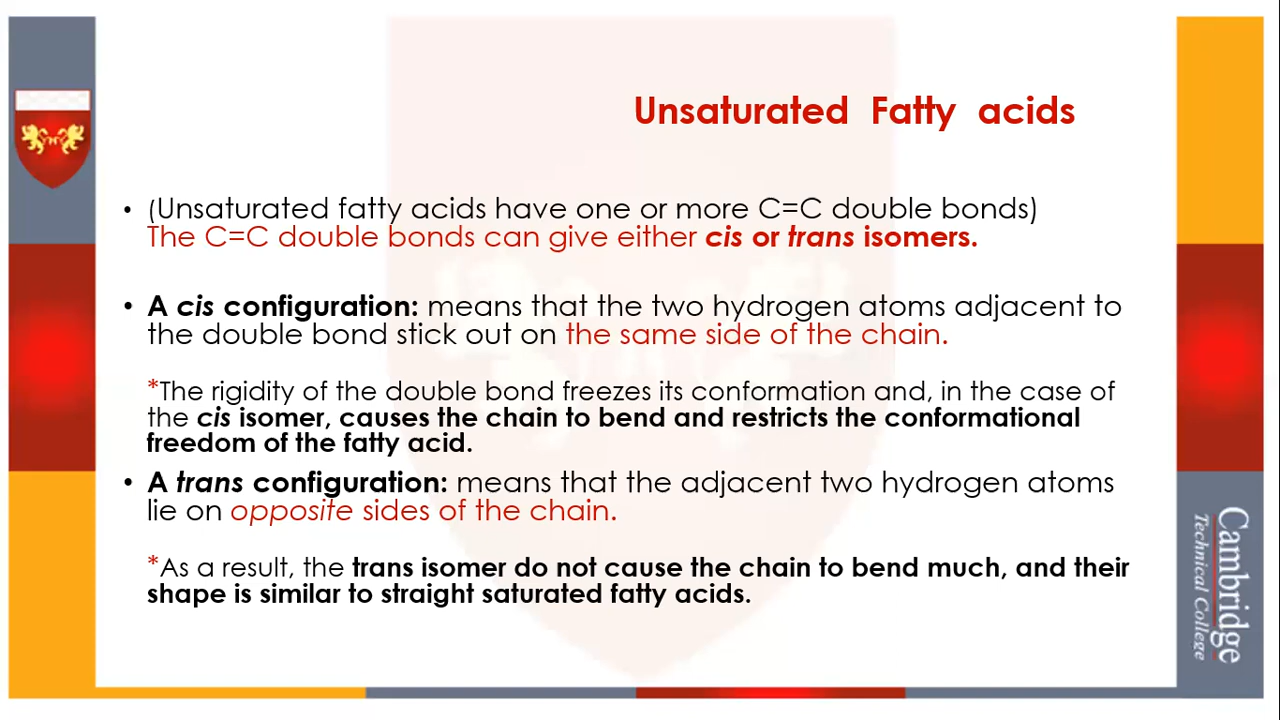 Unsaturated Fatty acids
• (Unsaturated fatty acids have one or more C=C double bonds)
The C=C double bonds can give either cis or trans isomers.
• A cis configuration: means that the two hydrogen atoms adjacent to
the double bond stick out on the same side of the chain.
*The rigidity of the double bond freezes its conformation and, in the case of
the cis isomer, causes the chain to bend and restricts the conformational
freedom of the fatty acid.
• A trans configuration: means that the adjacent two hydrogen atoms
lie on opposite sides of the chain.
*As a result, the trans isomer do not cause the chain to bend much, and their
shape is similar to straight saturated fatty acids.
Cambridge
Technical College